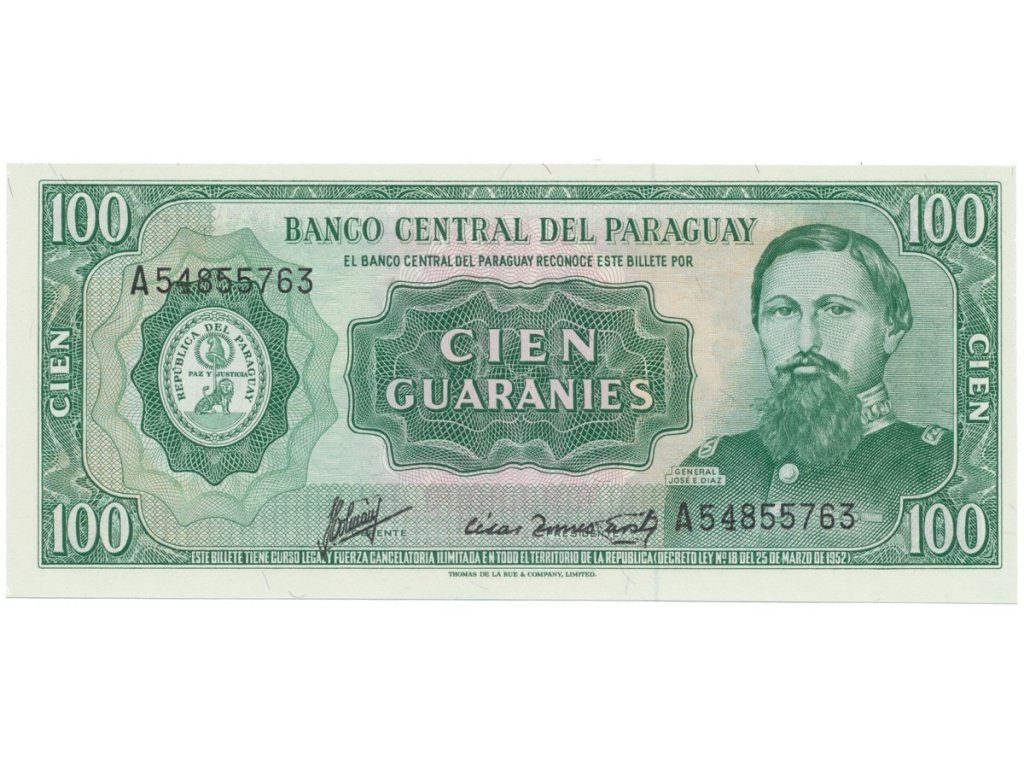 100
100
BANCO CENTRAL DEL PARAGUAY
EL BANCO CENTRAL DEL PARAGUAY RECONOCE ESTE BILLETE POR
A54855763
REPÚBLICA DEL PARAGUAY
PAZ Y JUSTICIA
CIEN
CIEN
GUARANIES
CIEN
GENERAL
JOSÉ E DIAZ
A54855763
100
100
ESTE BILLETE TIENE CURSO LEGAL Y FUERZA CANCELATORIA ILIMITADA EN TODO EL TERRITORIO DE LA REPUBLICA (DECRETO LEY Nº 18 DEL 25 DE MARZO DE 1952)
THOMAS DE LA RUE & COMPANY, LIMITED.